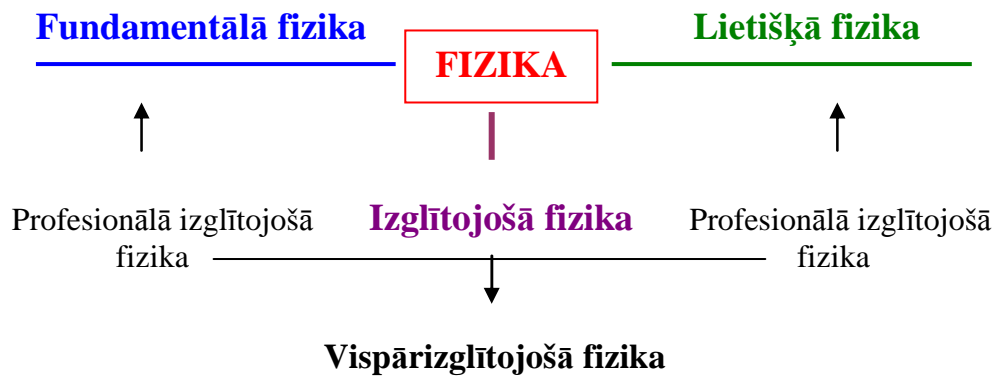 Fundamentālā fizika
Lietišķā fizika
FIZIKA
Profesionālā izglītojošā
fizika
Izglītojošā fizika
Profesionālā izglītojošā
fizika
Vispārizglītojošā fizika